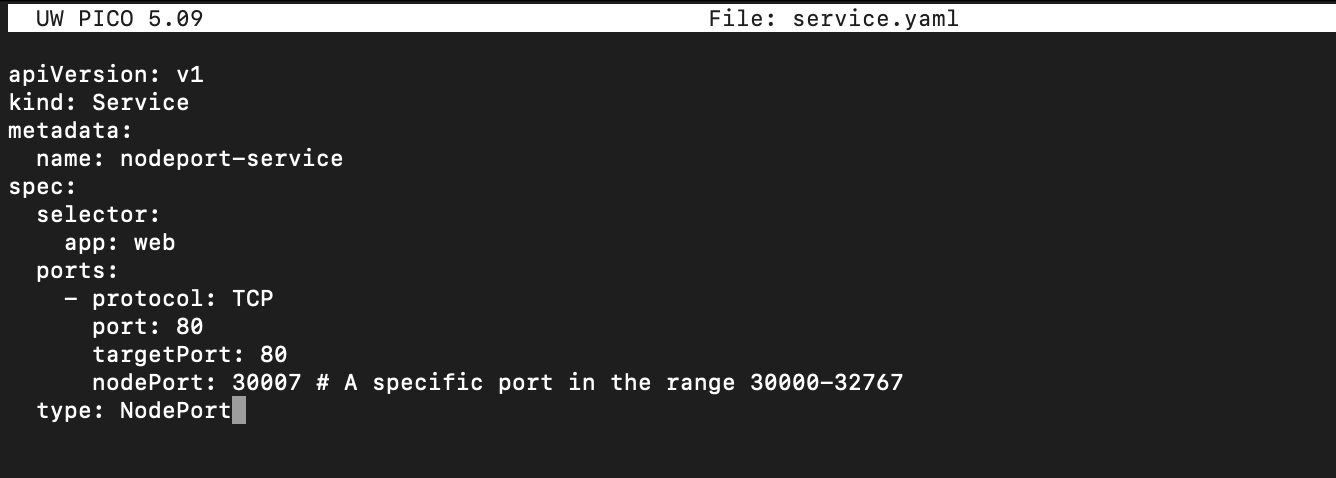 UW PICO 5.09 File: service.yaml
apiVersion: v1
kind: Service
metadata:
  name: nodeport-service
spec:
  selector:
    app: web
  ports:
    - protocol: TCP
      port: 80
      targetPort: 80
      nodePort: 30007 # A specific port in the range 30000-32767
  type: NodePort